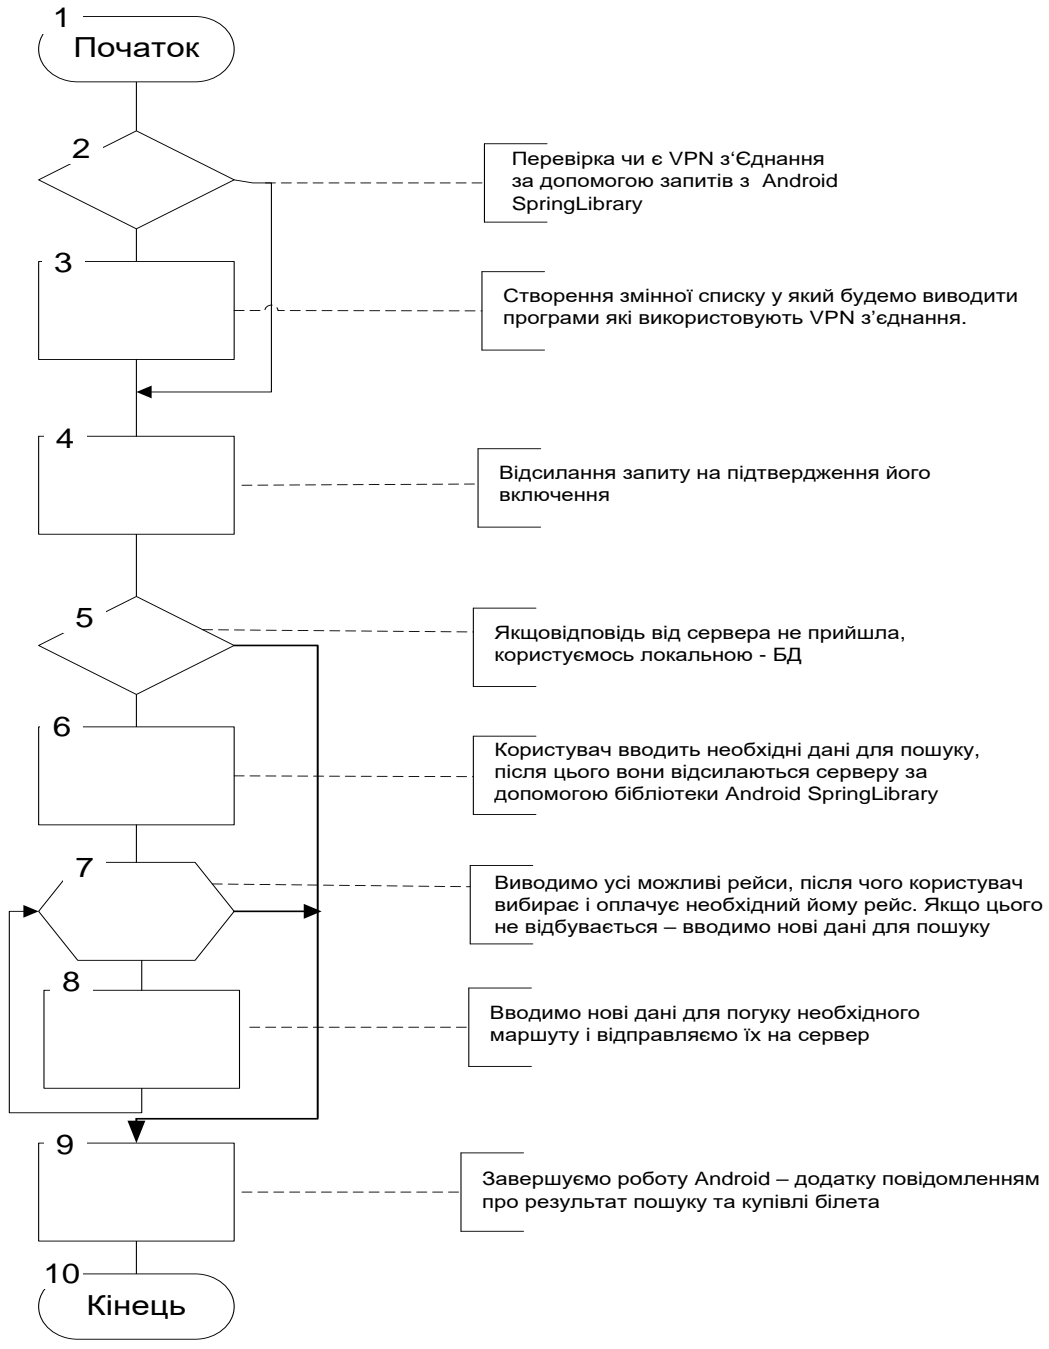 1
Початок
2
Перевірка чи є VPN з‘Єднання
за допомогою запитів з Android
SpringLibrary
3
Створення змінної списку у який будемо виводити
програми які використовують VPN з’єднання.
4
Відсилання запиту на підтвердження його
включення
5
Якщовідповідь від сервера не прийшла,
користуємось локальною - БД
6
Користувач вводить необхідні дані для пошуку,
після цього вони відсилаються серверу за
допомогою бібліотеки Android SpringLibrary
7
Виводимо усі можливі рейси, після чого користувач
вибирає і оплачує необхідний йому рейс. Якщо цього
не відбувається – вводимо нові дані для пошуку
8
Вводимо нові дані для погуку необхідного
маршуту і відправляємо їх на сервер
9
Завершуємо роботу Android – додатку повідомленням
про результат пошуку та купівлі білета
10
Кінець